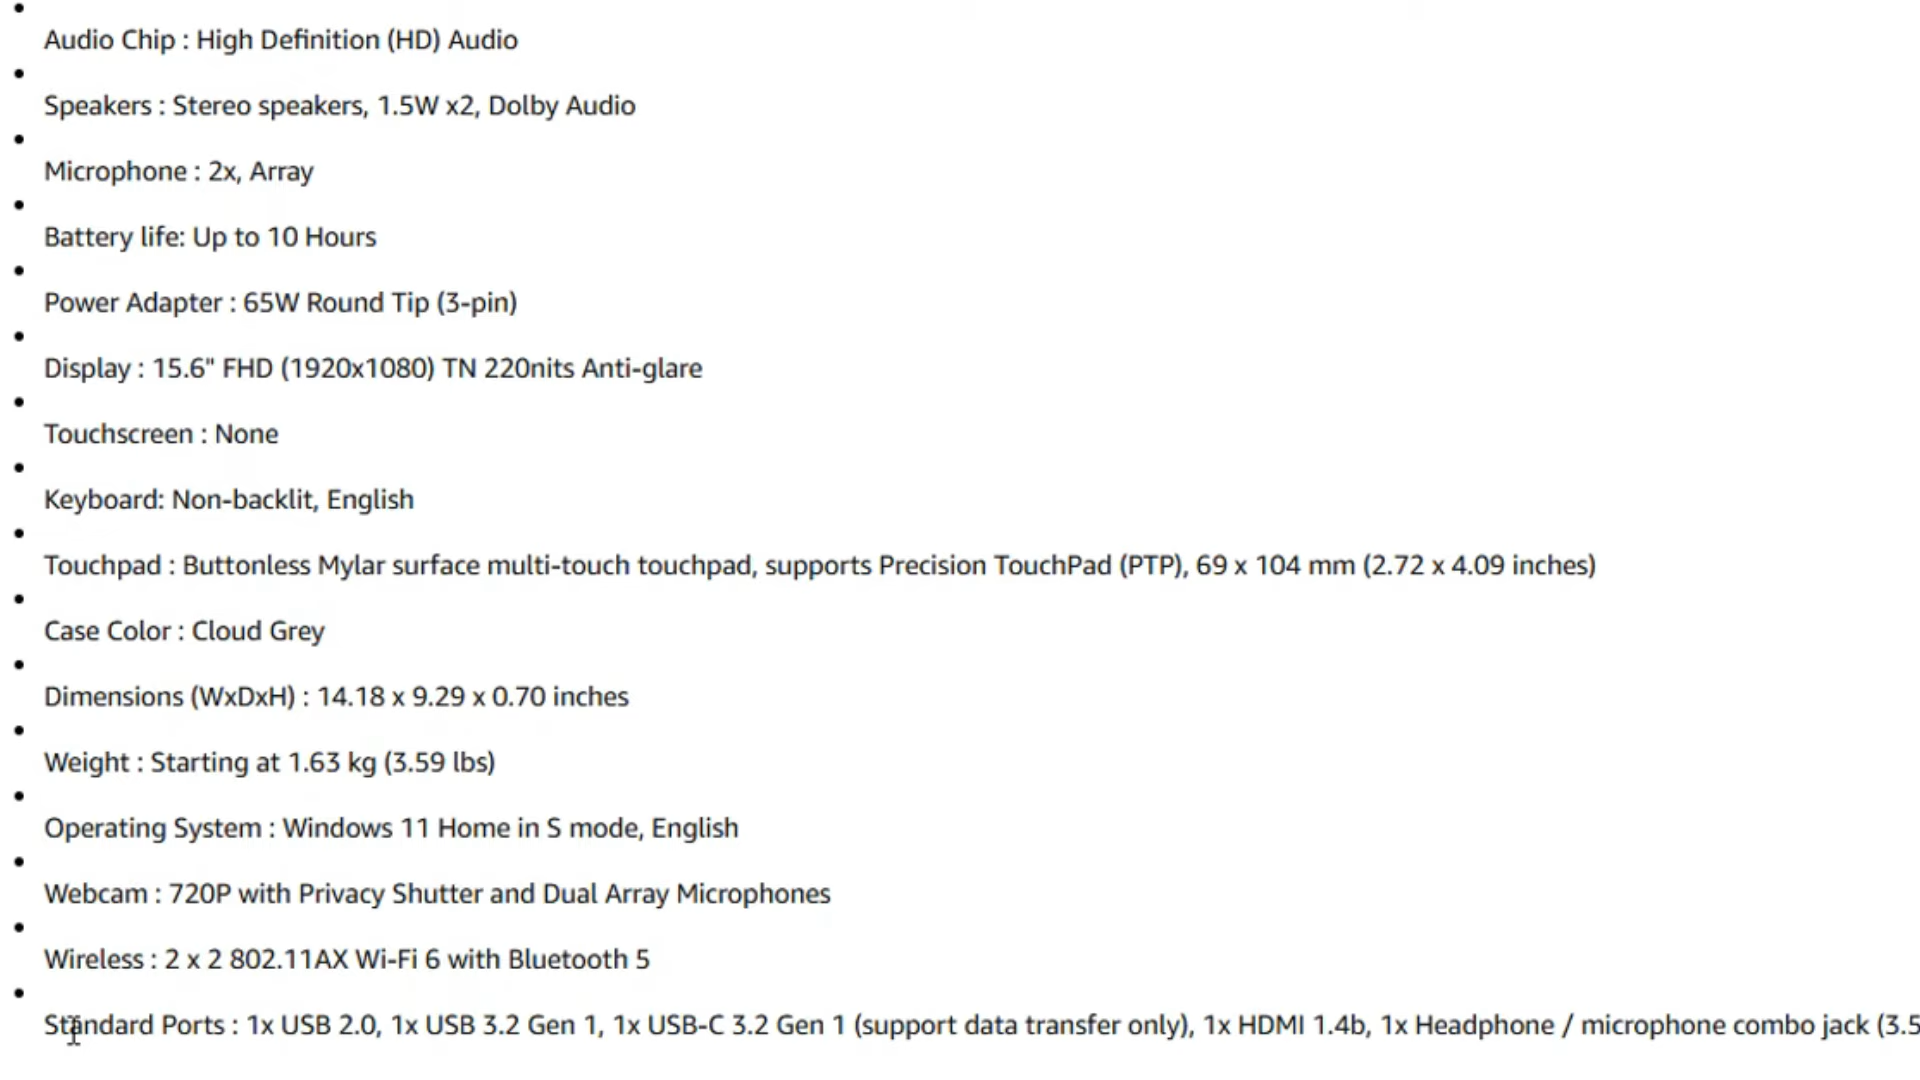 Audio Chip : High Definition (HD) Audio
Speakers : Stereo speakers, 1.5W x2, Dolby Audio
Microphone : 2x, Array
Battery life: Up to 10 Hours
Power Adapter : 65W Round Tip (3-pin)
Display : 15.6" FHD (1920x1080) TN 220nits Anti-glare
Touchscreen : None
Keyboard: Non-backlit, English
Touchpad : Buttonless Mylar surface multi-touch touchpad, supports Precision TouchPad (PTP), 69 x 104 mm (2.72 x 4.09 inches)
Case Color : Cloud Grey
Dimensions (WxDxH) : 14.18 x 9.29 x 0.70 inches
Weight : Starting at 1.63 kg (3.59 lbs)
Operating System : Windows 11 Home in S mode, English
Webcam : 720P with Privacy Shutter and Dual Array Microphones
Wireless : 2 x 2 802.11AX Wi-Fi 6 with Bluetooth 5
Standard Ports : 1x USB 2.0, 1x USB 3.2 Gen 1, 1x USB-C 3.2 Gen 1 (support data transfer only), 1x HDMI 1.4b, 1x Headphone / microphone combo jack (3.5